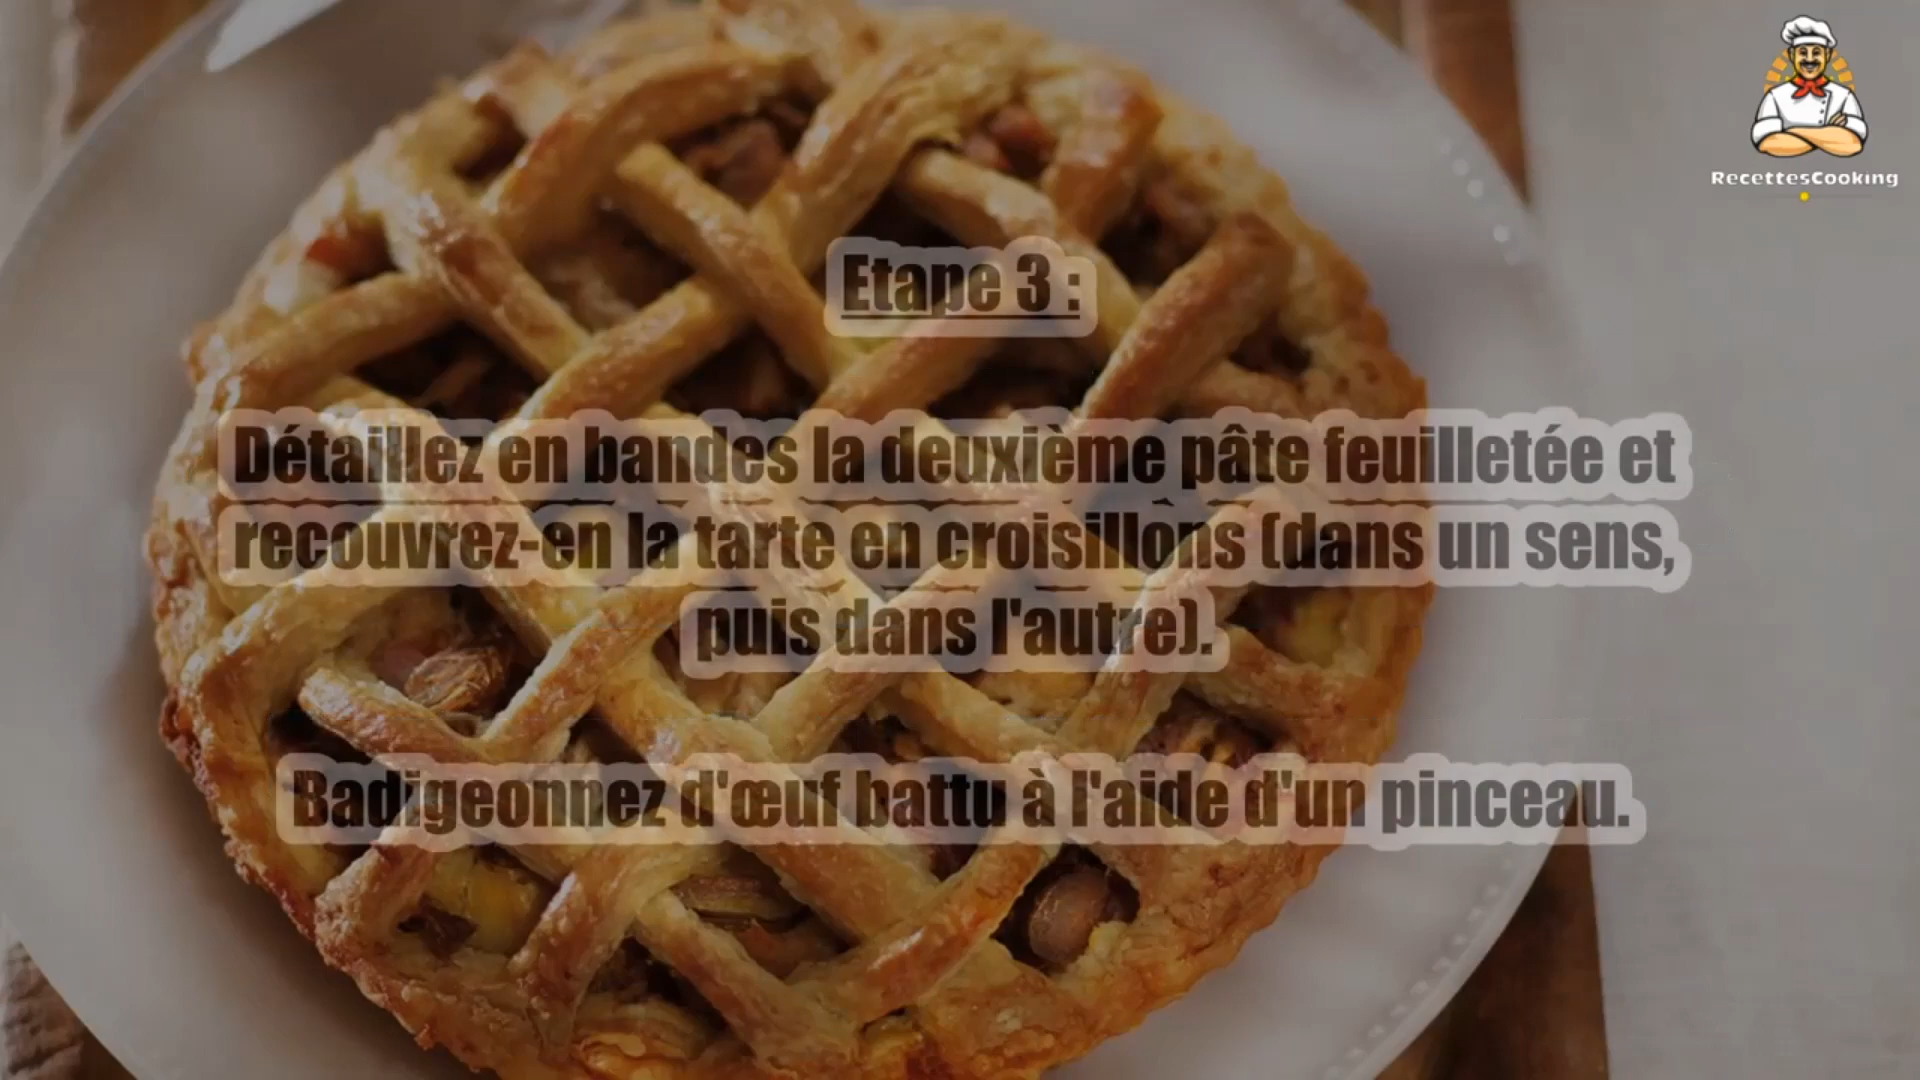 RecettesCooking
Etape 3 :
Détaillez en bandes la deuxième pâte feuilletée et
recouvrez-en la tarte en croisillons (dans un sens,
puis dans l'autre).
Badigeonnez d'œuf battu à l'aide d'un pinceau.